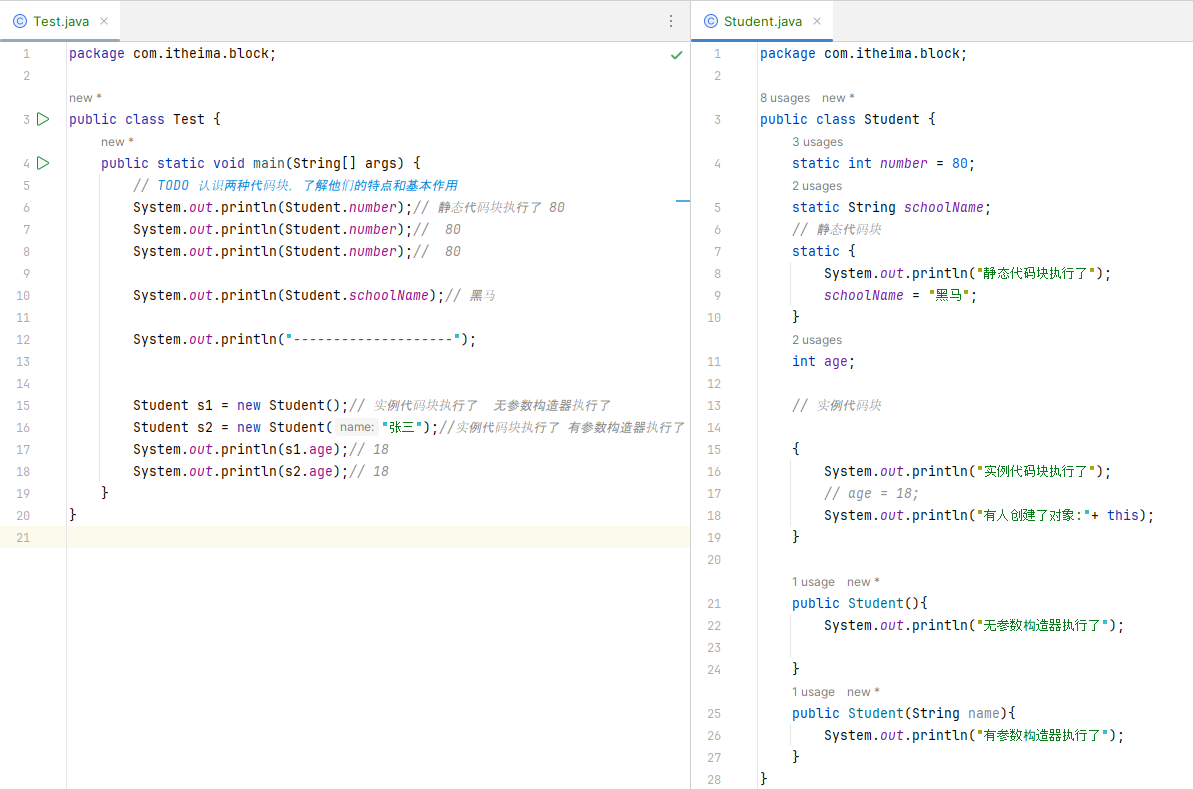 Test.java
1 package com.itheima.block;
2
new *
3 public class Test {
new *
4 public static void main(String[] args) {
5 // TODO 认识两种代码块，了解他们的特点和基本作用
6 System.out.println(Student.number);// 静态代码块执行了 80
7 System.out.println(Student.number);//  80
8 System.out.println(Student.number);//  80
9
10 System.out.println(Student.schoolName);// 黑马
11
12 System.out.println("--------------------");
13
14
15 Student s1 = new Student();// 实例代码块执行了  无参数构造器执行了
16 Student s2 = new Student( name: "张三");//实例代码块执行了 有参数构造器执行了
17 System.out.println(s1.age);// 18
18 System.out.println(s2.age);// 18
19 }
20 }
21
Student.java
1 package com.itheima.block;
2
8 usages new *
3 public class Student {
3 usages
4 static int number = 80;
2 usages
5 static String schoolName;
6 // 静态代码块
7 static {
8 System.out.println("静态代码块执行了");
9 schoolName = "黑马";
10 }
2 usages
11 int age;
12
13 // 实例代码块
14
15 {
16 System.out.println("实例代码块执行了");
17 // age = 18;
18 System.out.println("有人创建了对象:"+ this);
19 }
20
1 usage new *
21 public Student(){
22 System.out.println("无参数构造器执行了");
23
24 }
1 usage new *
25 public Student(String name){
26 System.out.println("有参数构造器执行了");
27 }
28 }